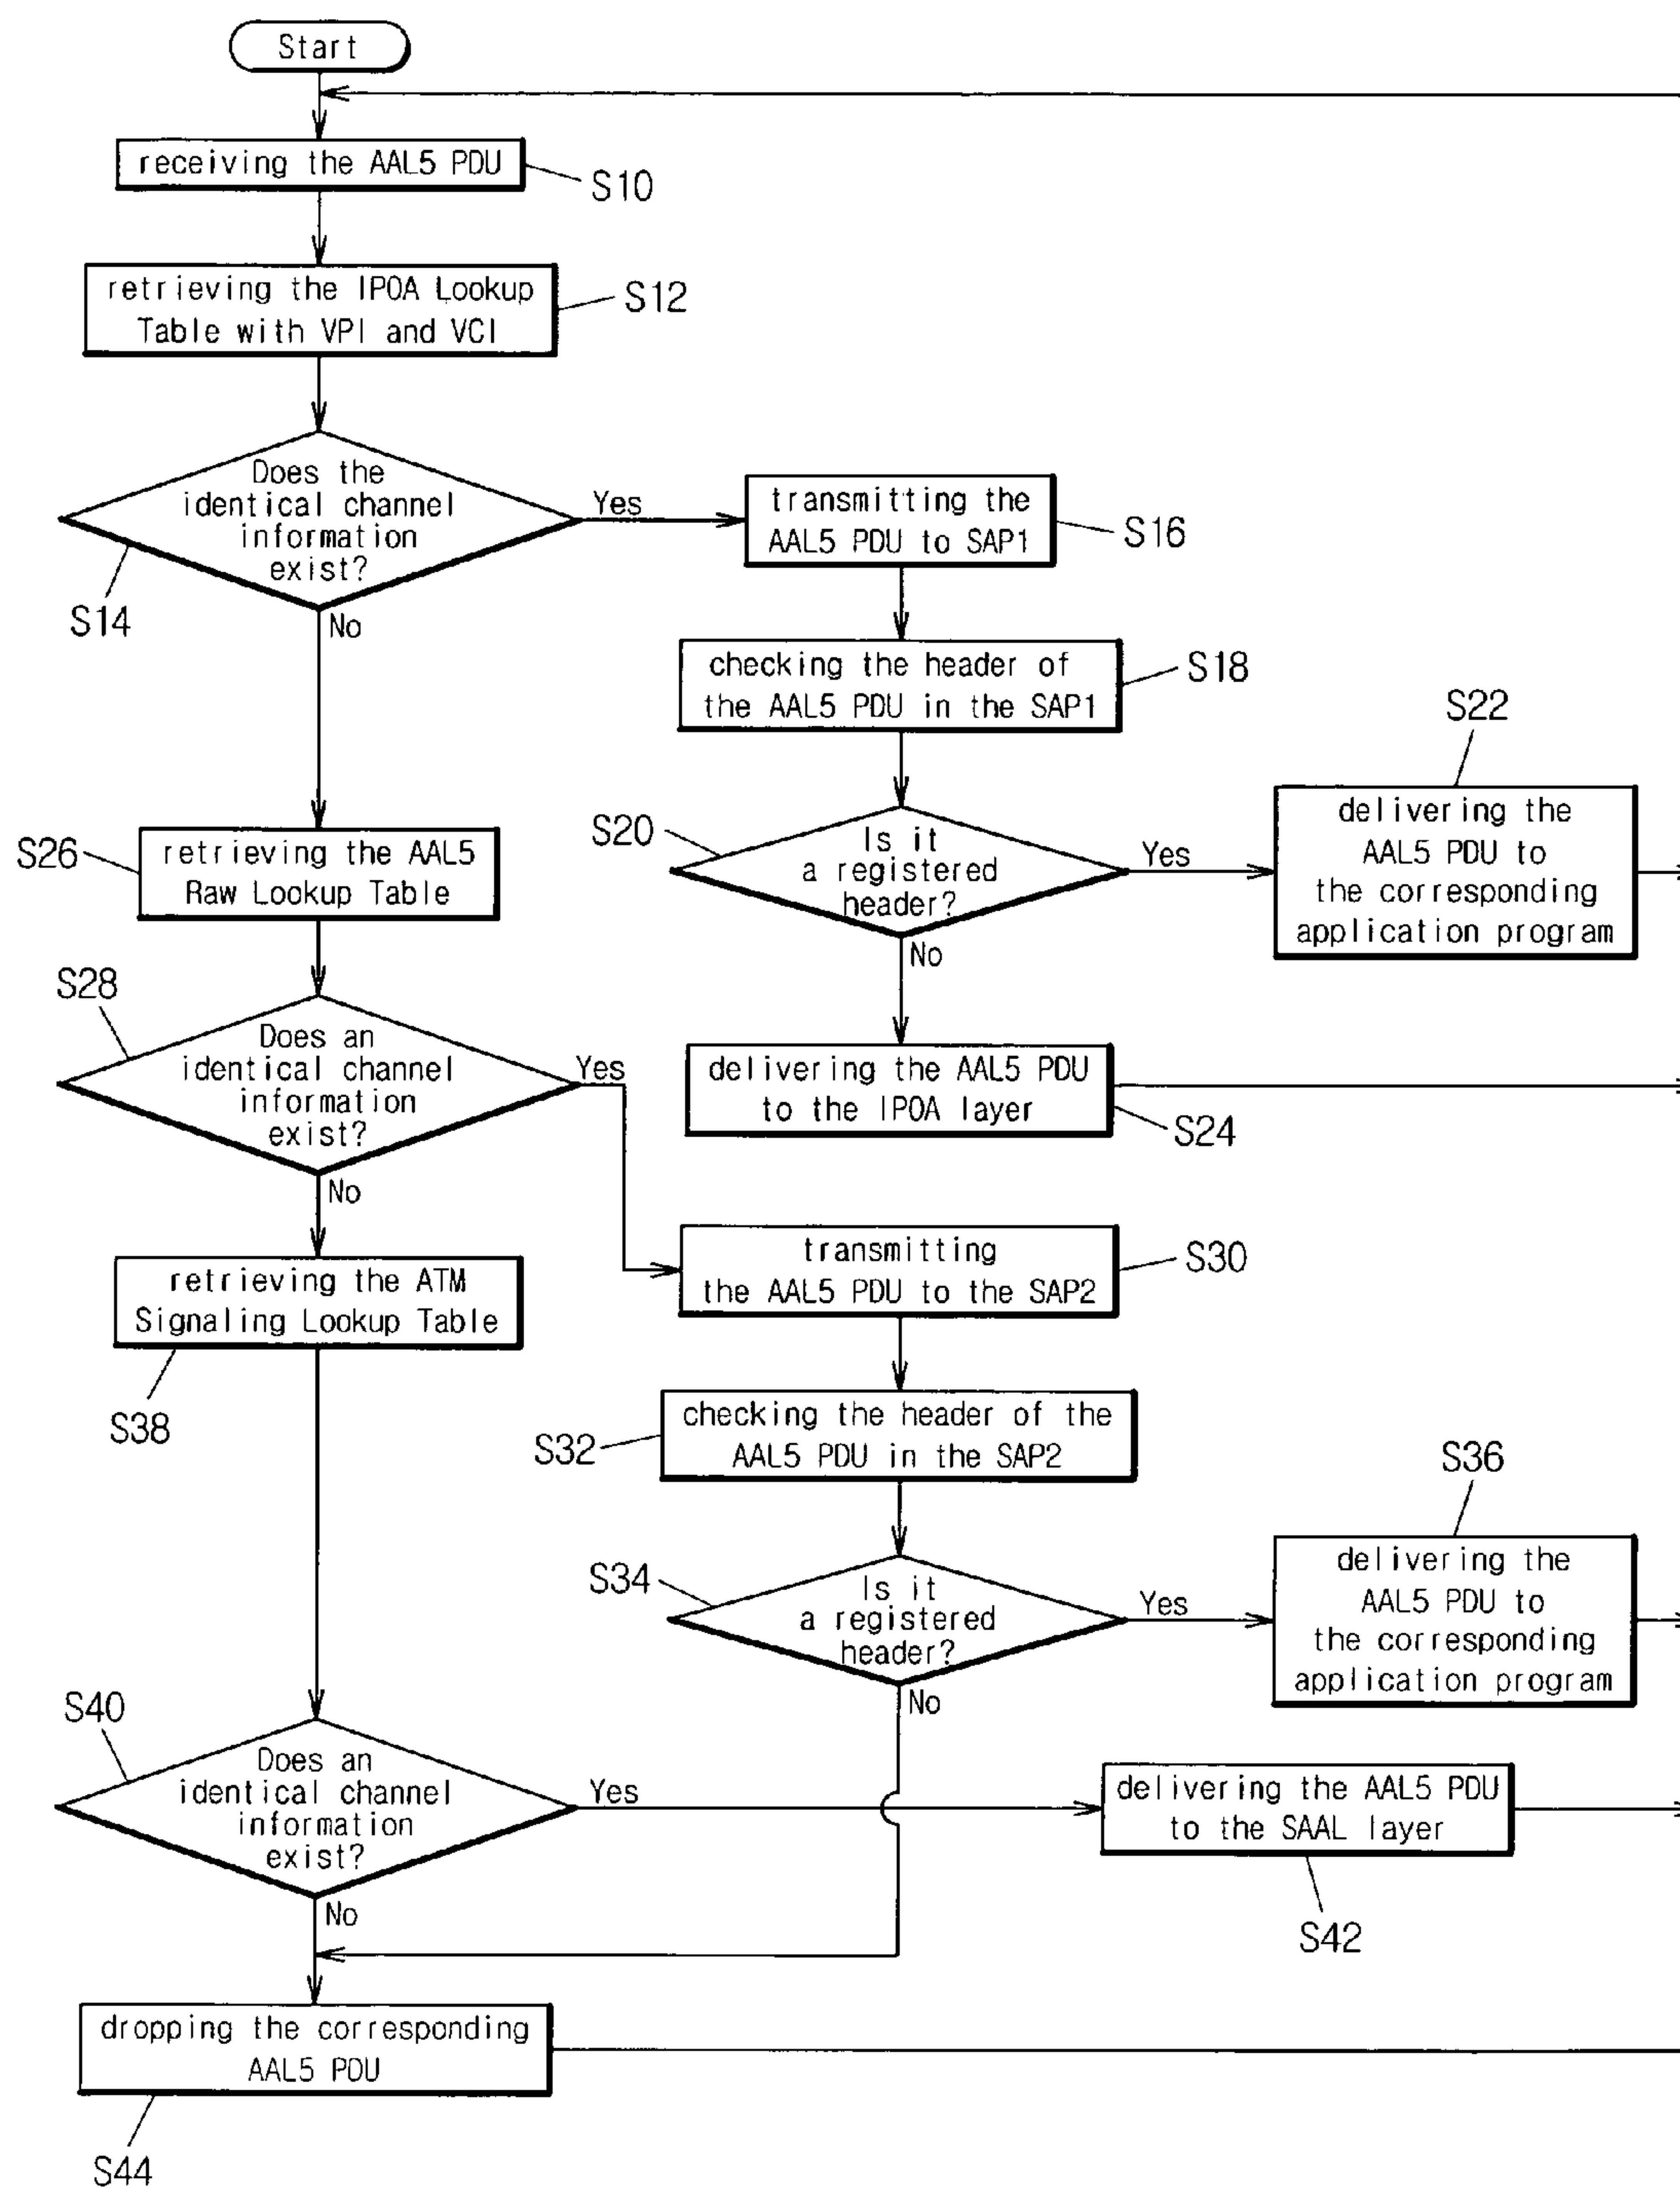 Start
receiving the AAL5 PDU
S10
retrieving the IPOA Lookup
Table with VPI and VCI
S12
Does the
identical channel
information
exist?
Yes
No
S14
transmitting the
AAL5 PDU to SAP1
S16
checking the header of
the AAL5 PDU in the SAP1
S18
S20
Is it
a registered
header?
Yes
No
S22
delivering the
AAL5 PDU to
the corresponding
application program
S26
retrieving the AAL5
Raw Lookup Table
S28
Does an
identical channel
information
exist?
Yes
No
delivering the AAL5 PDU
to the IPOA layer
S24
transmitting
the AAL5 PDU to the SAP2
S30
retrieving the ATM
Signaling Lookup Table
S38
S32
checking the header of the
AAL5 PDU in the SAP2
S34
Is it
a registered
header?
Yes
No
S36
delivering the
AAL5 PDU to
the corresponding
application program
S40
Does an
identical channel
information
exist?
Yes
No
delivering the AAL5 PDU
to the SAAL layer
S42
dropping the corresponding
AAL5 PDU
S44